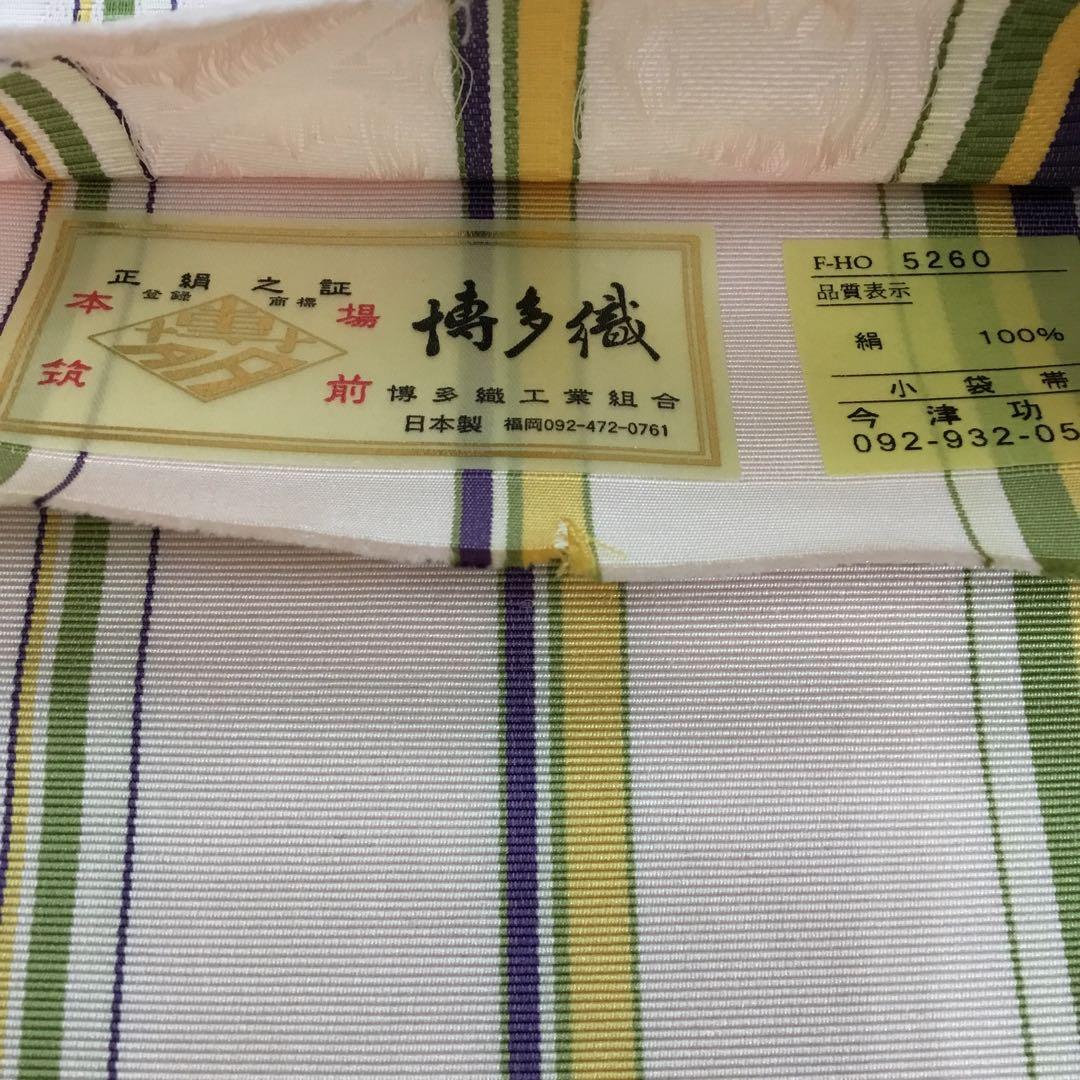 正絹之証
登録 商標
本場
筑前
博多
博多織
博多織工業組合
日本製 福岡092-472-0761
F-HO 5260
品質表示
絹 100%
小袋帯
今津功
092-932-05